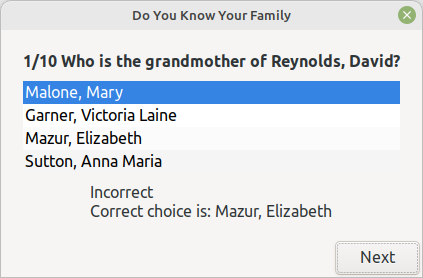 Do You Know Your Family
1/10 Who is the grandmother of Reynolds, David?
Malone, Mary
Garner, Victoria Laine
Mazur, Elizabeth
Sutton, Anna Maria
Incorrect
Correct choice is: Mazur, Elizabeth
Next